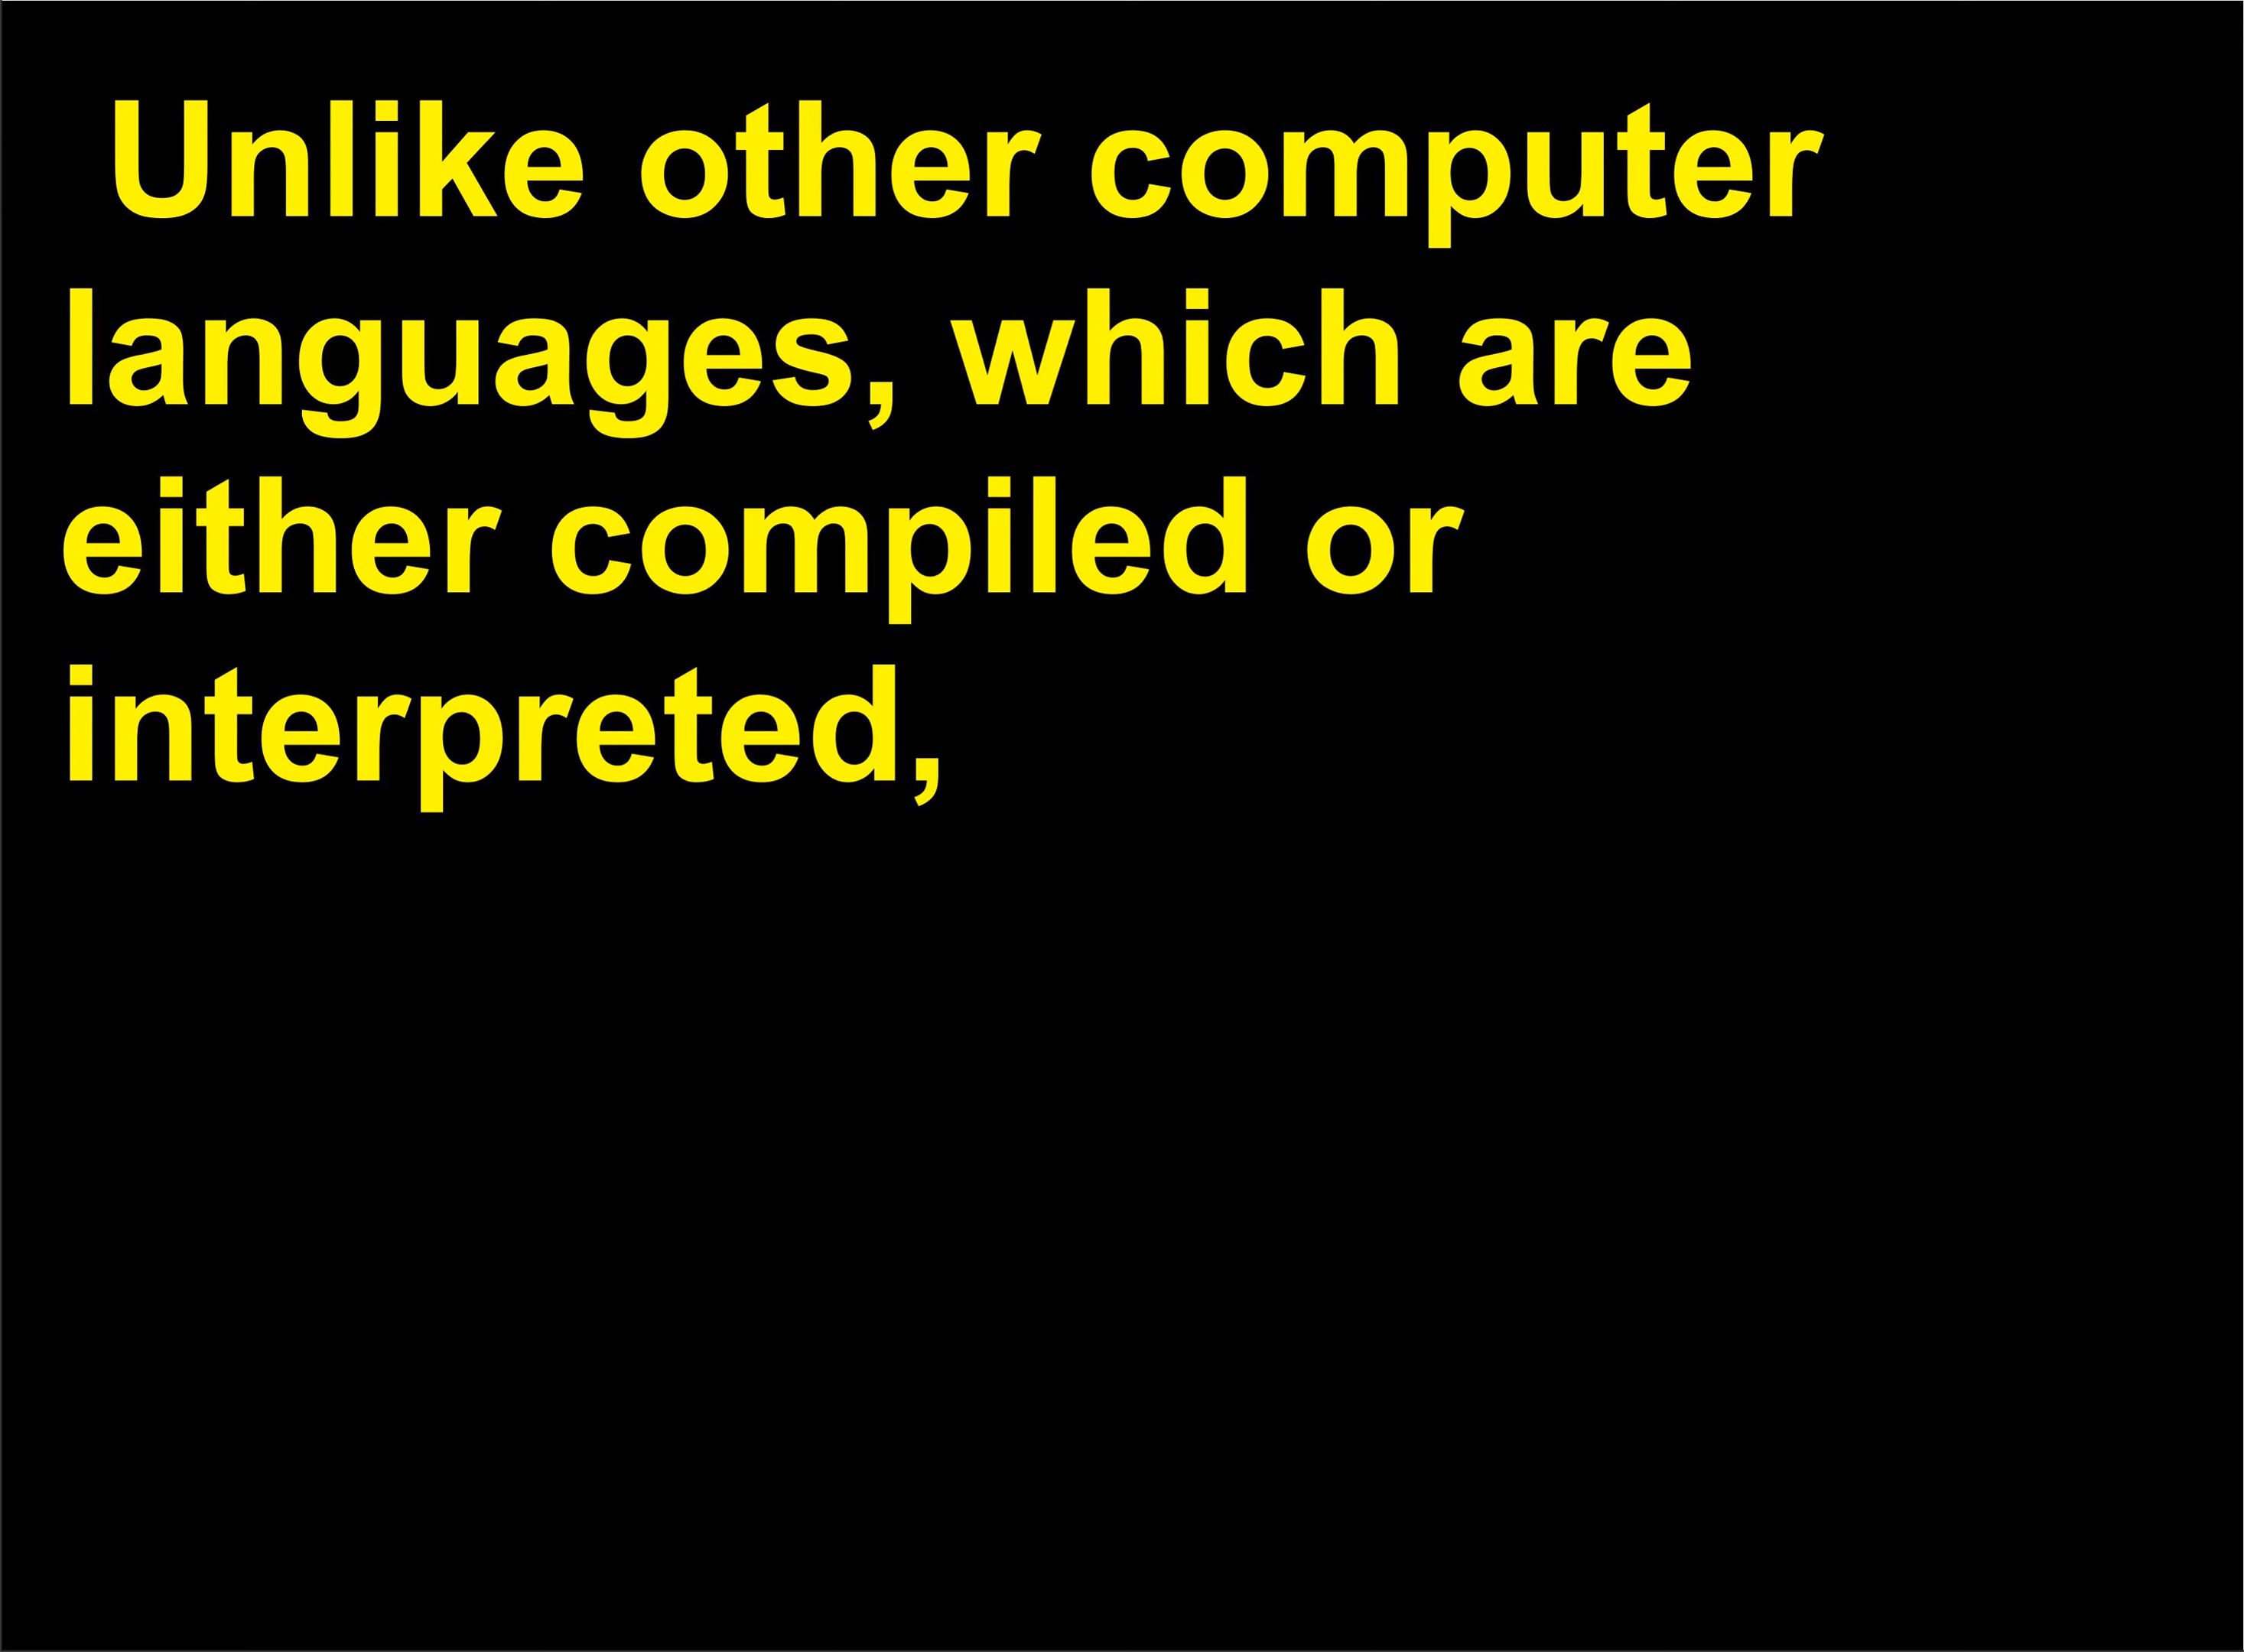 Unlike other computer
languages, which are
either compiled or
interpreted,